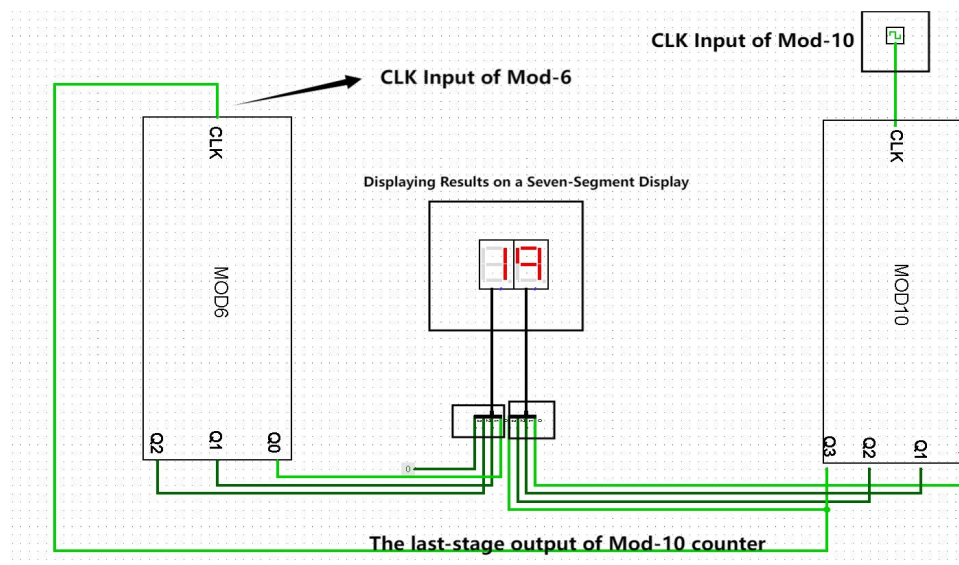 CLK Input of Mod-10
CLK Input of Mod-6
CLK
CLK
Displaying Results on a Seven-Segment Display
MOD6
19
MOD10
Q2
Q1
Q0
Q3
Q2
Q1
0
The last-stage output of Mod-10 counter